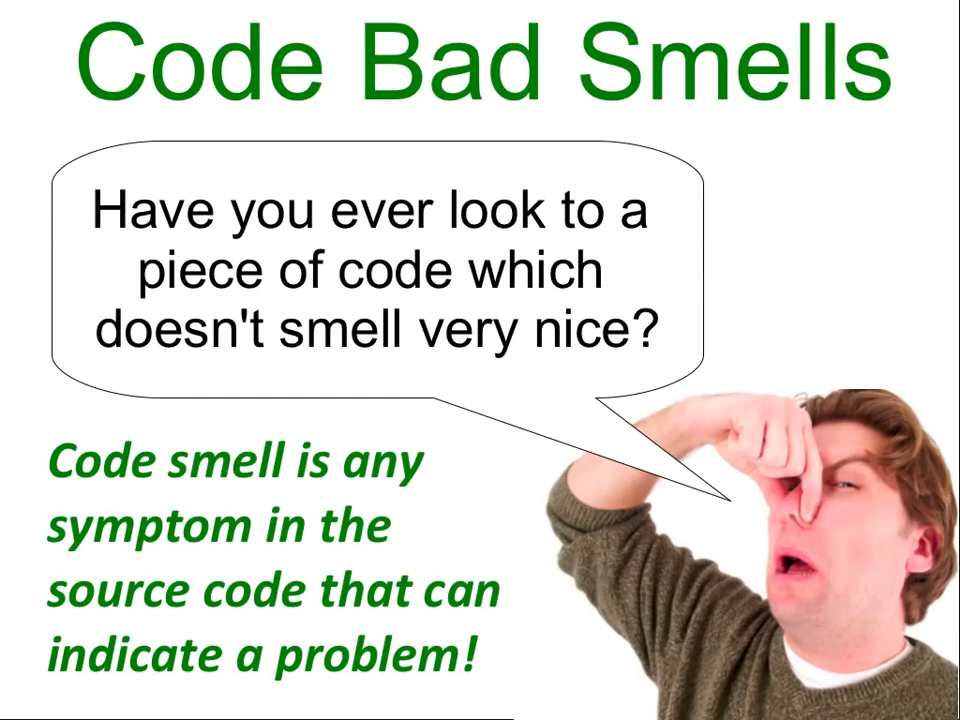 Code Bad Smells
Have you ever look to a
piece of code which
doesn't smell very nice?
Code smell is any
symptom in the
source code that can
indicate a problem!